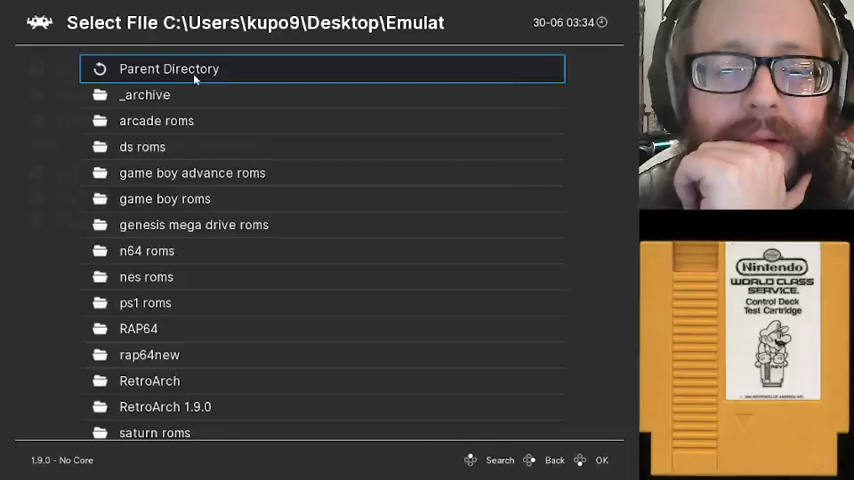 Select File C:\Users\kupo9\Desktop\Emulat
30-06 03:34
Parent Directory
_archive
arcade roms
ds roms
game boy advance roms
game boy roms
genesis mega drive roms
n64 roms
nes roms
ps1 roms
RAP64
rap64new
RetroArch
RetroArch 1.9.0
saturn roms
1.9.0 - No Core
Search
Back
OK
Nintendo
WORLD CLASS
SERVICE
Control Deck
Test Cartridge